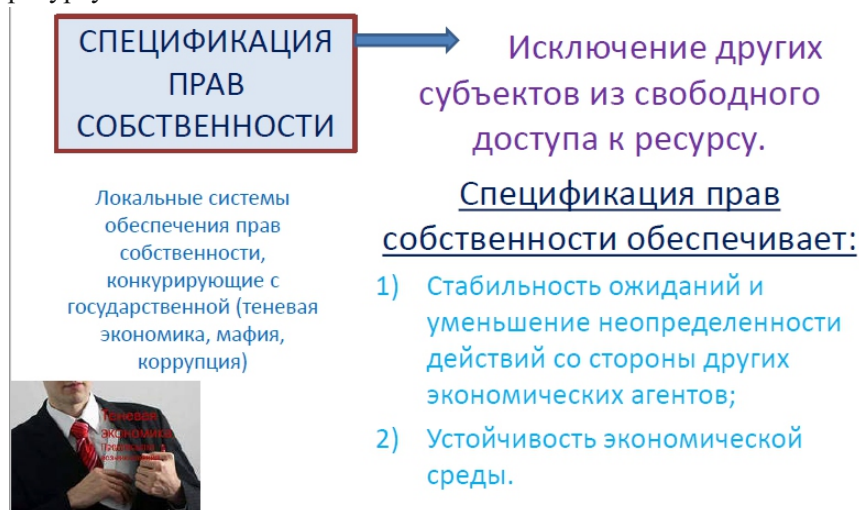 СПЕЦИФИКАЦИЯ
ПРАВ
СОБСТВЕННОСТИ
Исключение других
субъектов из свободного
доступа к ресурсу.
Локальные системы
обеспечения прав
собственности,
конкурирующие с
государственной (теневая
экономика, мафия,
коррупция)
Спецификация прав
собственности обеспечивает:
1) Стабильность ожиданий и
уменьшение неопределенности
действий со стороны других
экономических агентов;
2) Устойчивость экономической
среды.
Теневая
экономика